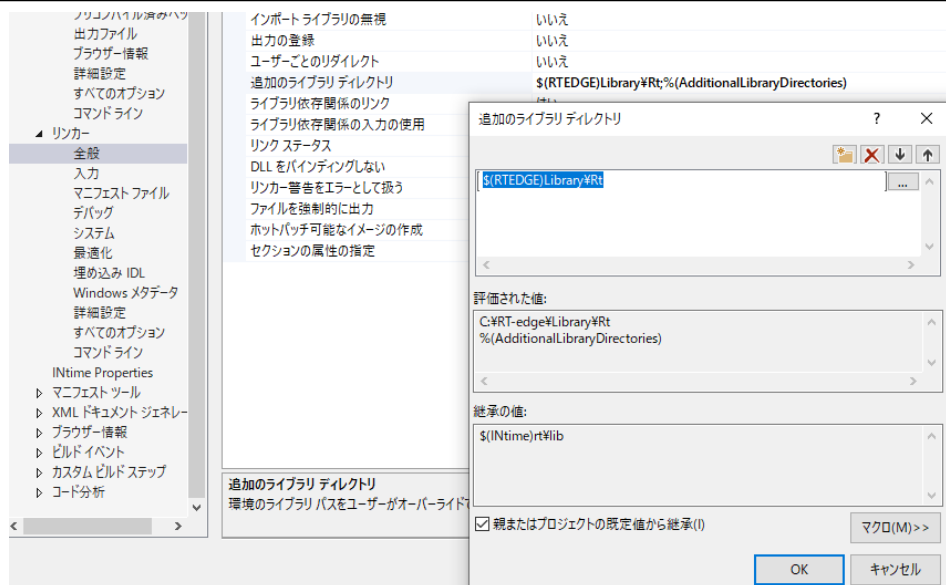 出力ファイル
ブラウザー情報
詳細設定
すべてのオプション
コマンド ライン
リンカー
全般
入力
マニフェスト ファイル
デバッグ
システム
最適化
埋め込み IDL
Windows メタデータ
詳細設定
すべてのオプション
コマンド ライン
INtime Properties
マニフェスト ツール
XML ドキュメント ジェネレー
ブラウザー情報
ビルド イベント
カスタム ビルド ステップ
コード分析
インポート ライブラリの無視 いいえ
出力の登録 いいえ
ユーザーごとのリダイレクト いいえ
追加のライブラリ ディレクトリ $(RTEDGE)Library¥Rt;%(AdditionalLibraryDirectories)
ライブラリ依存関係のリンク
ライブラリ依存関係の入力の使用
リンク ステータス
DLL をバインディングしない
リンカー警告をエラーとして扱う
ファイルを強制的に出力
ホットパッチ可能なイメージの作成
セクションの属性の指定
追加のライブラリ ディレクトリ
環境のライブラリ パスをユーザーがオーバーライドで
追加のライブラリ ディレクトリ ? ×
$(RTEDGE)Library¥Rt ...
評価された値:
C:¥RT-edge¥Library¥Rt
%(AdditionalLibraryDirectories)
継承の値:
$(INtime)rt¥lib
親またはプロジェクトの既定値から継承(I)
マクロ(M)>>
OK キャンセル